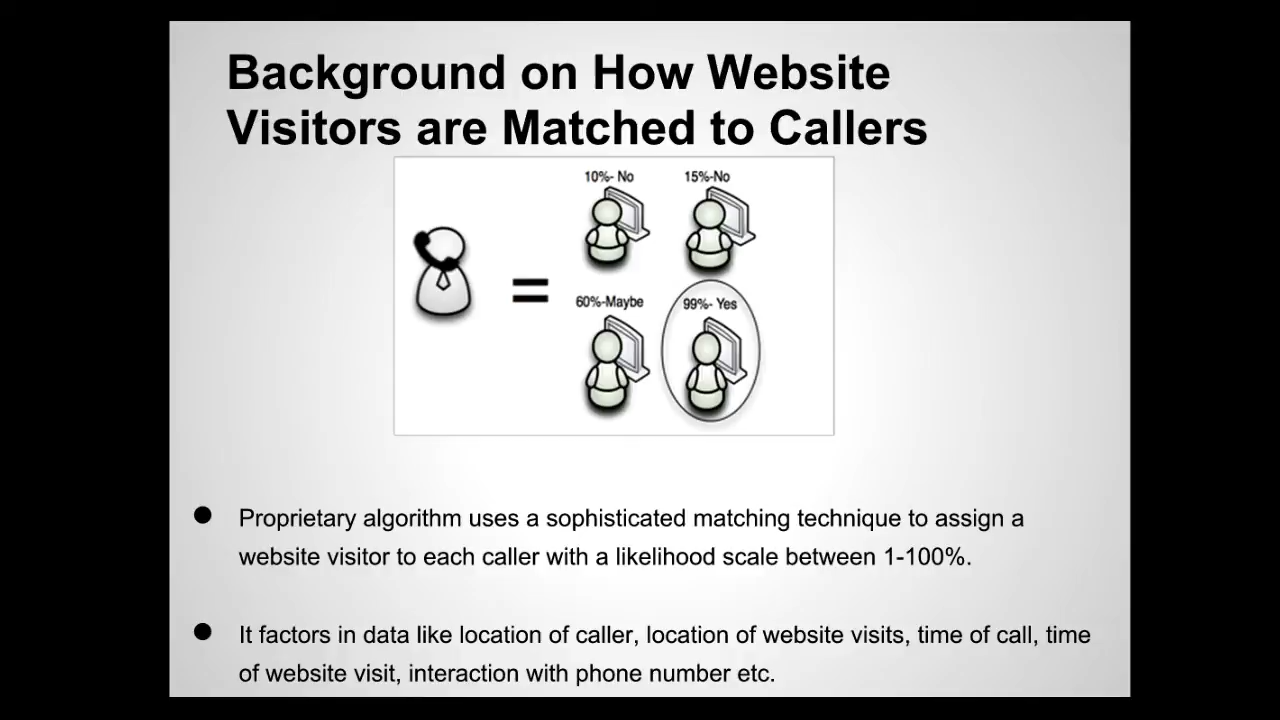 Background on How Website
Visitors are Matched to Callers
10%- No
15%-No
=
60%-Maybe
99%- Yes
● Proprietary algorithm uses a sophisticated matching technique to assign a
website visitor to each caller with a likelihood scale between 1-100%.
● It factors in data like location of caller, location of website visits, time of call, time
of website visit, interaction with phone number etc.